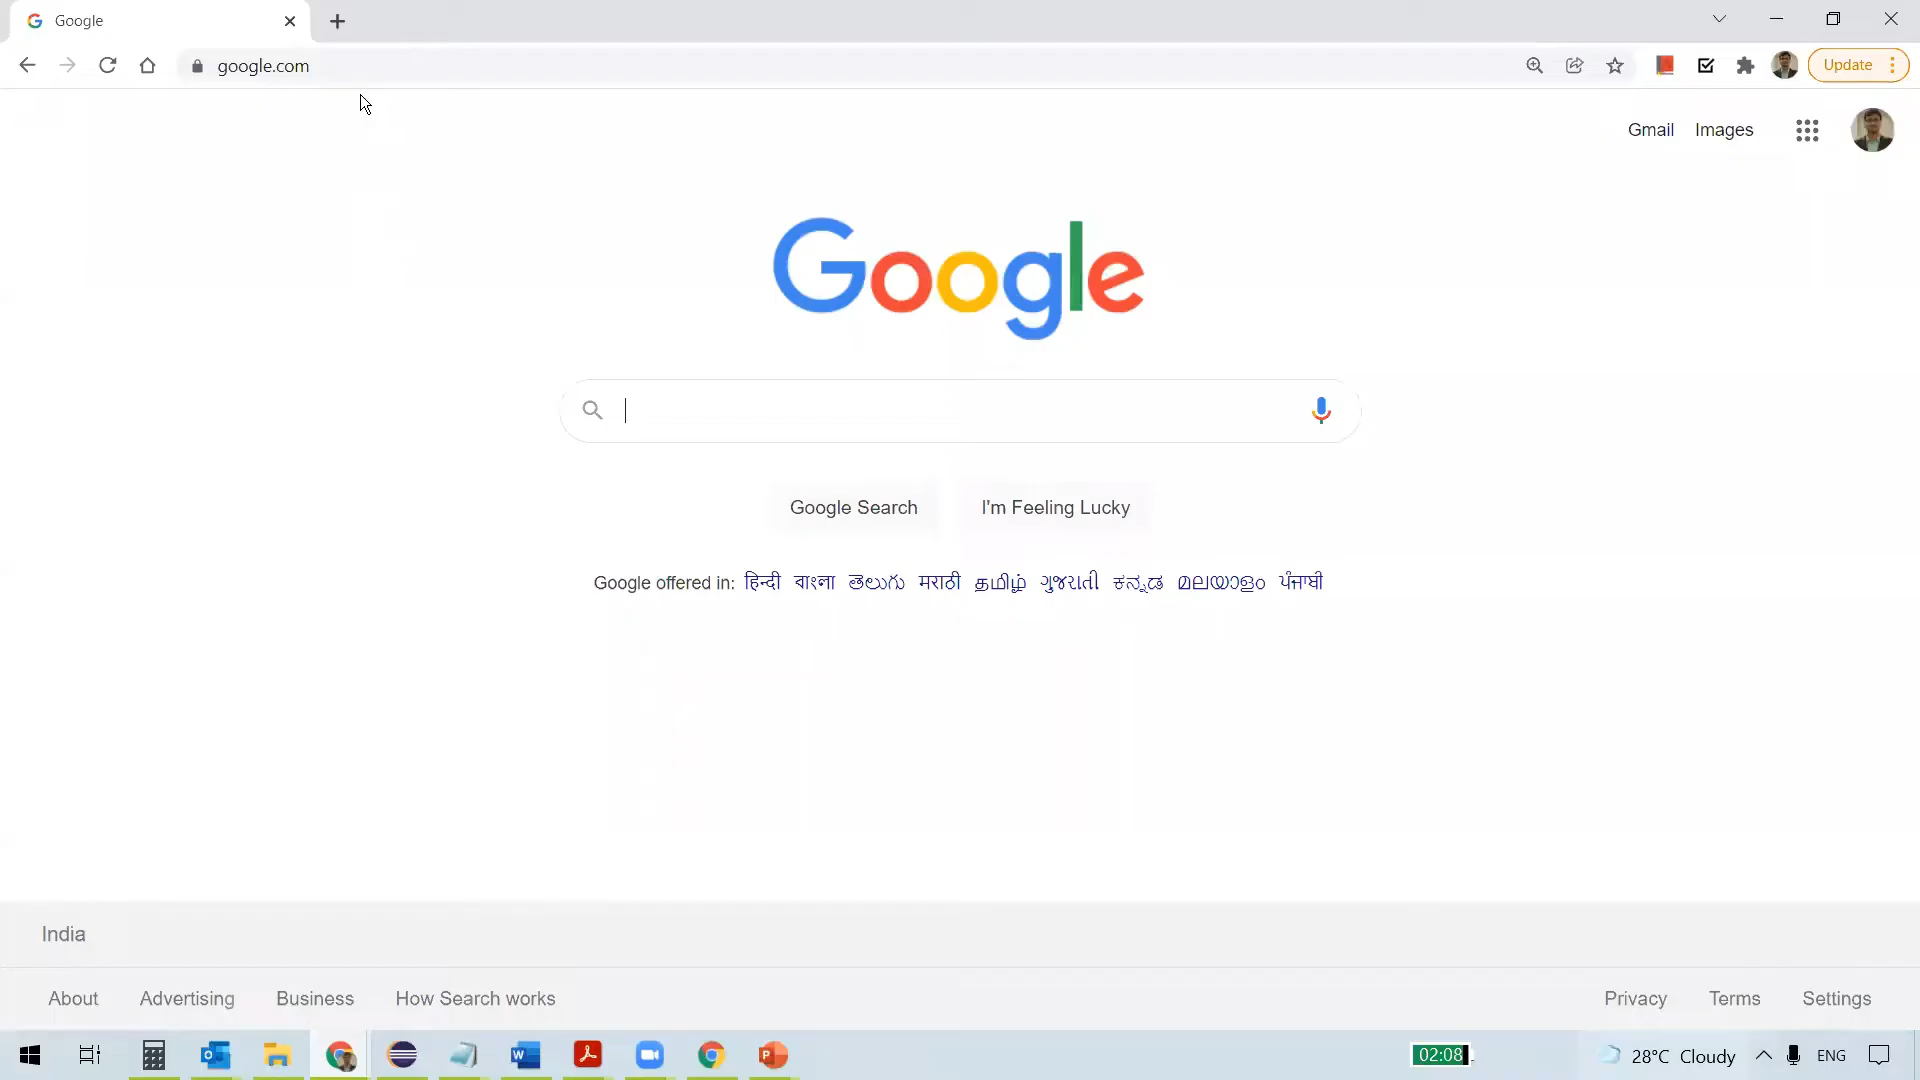 Google
google.com
Update
Gmail Images
Google
Google Search I'm Feeling Lucky
Google offered in: हिन्दी বাংলা తెలుగు मराठी தமிழ் ગુજરાતી ಕನ್ನಡ മലയാളം ਪੰਜਾਬੀ
India
About Advertising Business How Search works Privacy Terms Settings
02:08 28°C Cloudy ENG